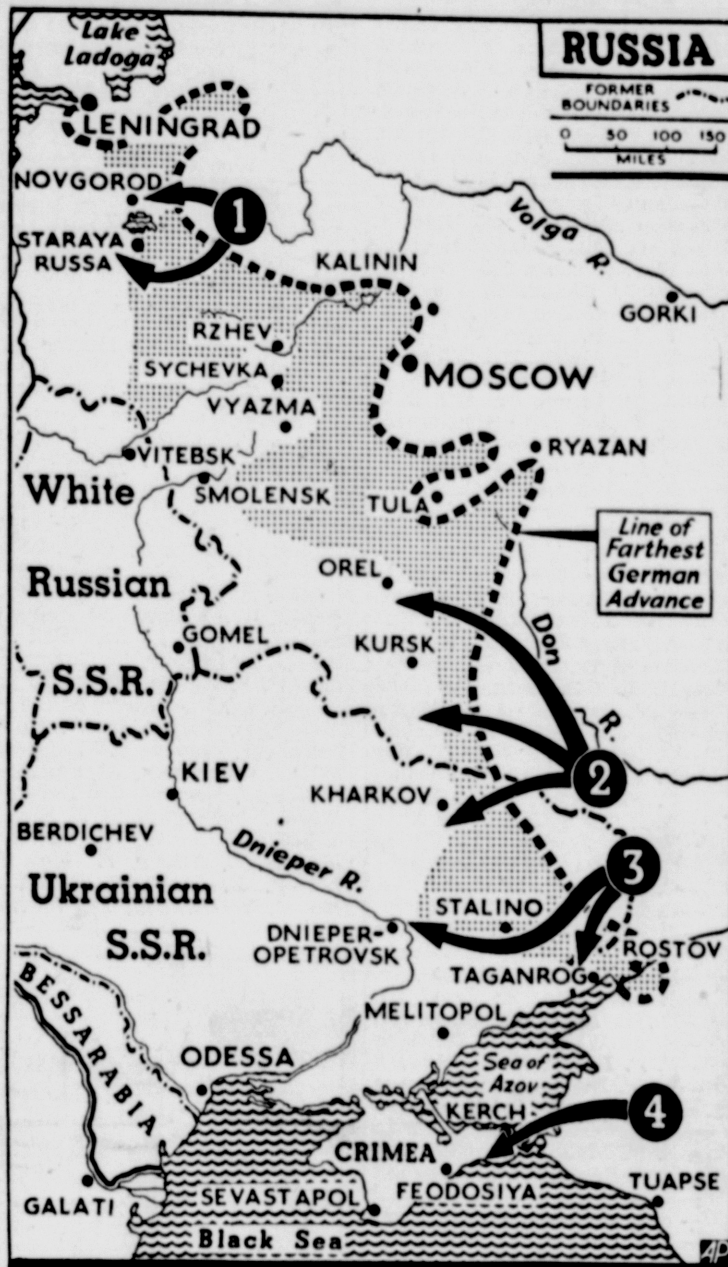 Lake
Ladoga
RUSSIA
FORMER
BOUNDARIES
0 50 100 150
MILES
LENINGRAD
NOVGOROD
1
STARAYA
RUSSA
Volga R.
KALININ
GORKI
RZHEV
SYCHEVKA
MOSCOW
VYAZMA
RYAZAN
VITEBSK
White
SMOLENSK
TULA
Line of
Farthest
German
Advance
Russian
OREL
Don
GOMEL
KURSK
S.S.R.
R.
2
KIEV
KHARKOV
BERDICHEV
Dnieper R.
3
Ukrainian
S.S.R.
STALINO
DNIEPER-
OPETROVSK
ROSTOV
TAGANROG
BESSARABIA
MELITOPOL
ODESSA
Sea of
Azov
KERCH
4
CRIMEA
GALATI
SEVASTAPOL
FEODOSIYA
TUAPSE
Black Sea
AP